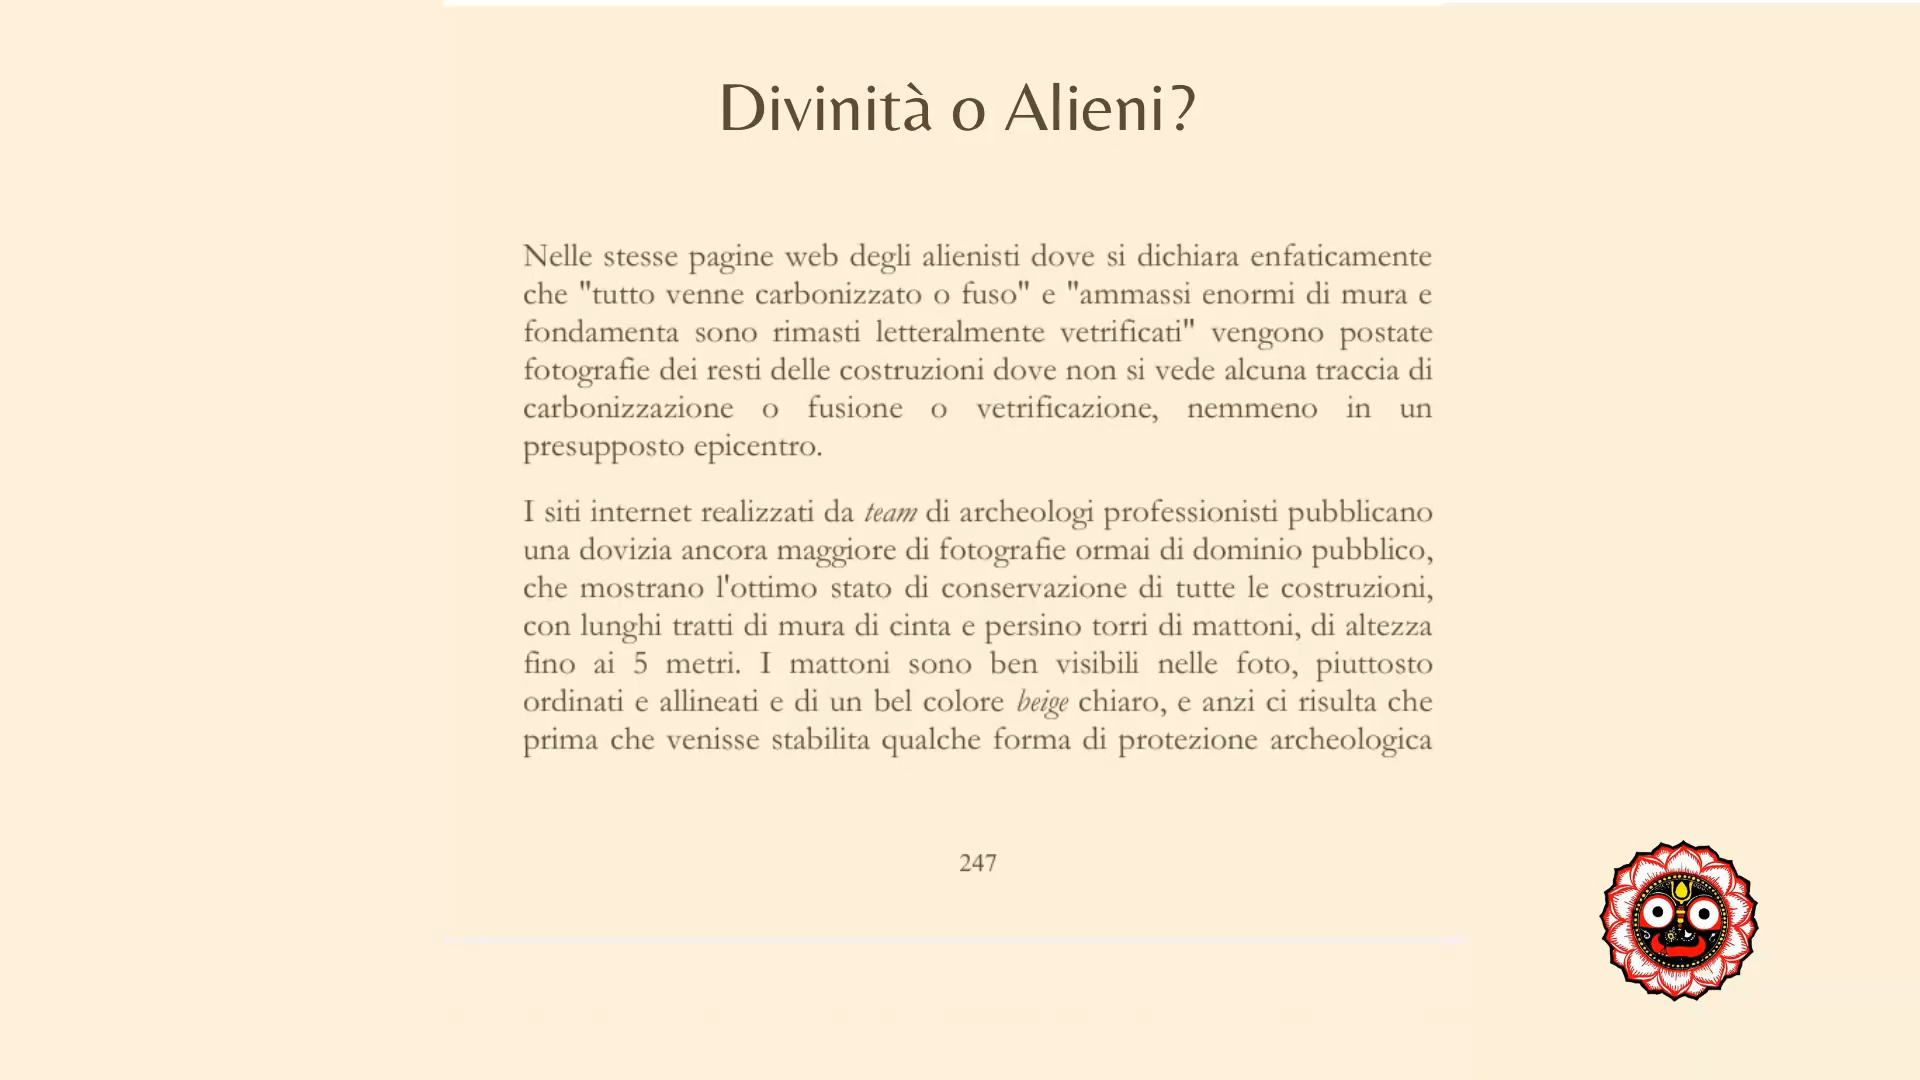 Divinità o Alieni?
Nelle stesse pagine web degli alienisti dove si dichiara enfaticamente
che "tutto venne carbonizzato o fuso" e "ammassi enormi di mura e
fondamenta sono rimasti letteralmente vetrificati" vengono postate
fotografie dei resti delle costruzioni dove non si vede alcuna traccia di
carbonizzazione o fusione o vetrificazione, nemmeno in un
presupposto epicentro.
I siti internet realizzati da team di archeologi professionisti pubblicano
una dovizia ancora maggiore di fotografie ormai di dominio pubblico,
che mostrano l'ottimo stato di conservazione di tutte le costruzioni,
con lunghi tratti di mura di cinta e persino torri di mattoni, di altezza
fino ai 5 metri. I mattoni sono ben visibili nelle foto, piuttosto
ordinati e allineati e di un bel colore beige chiaro, e anzi ci risulta che
prima che venisse stabilita qualche forma di protezione archeologica
247